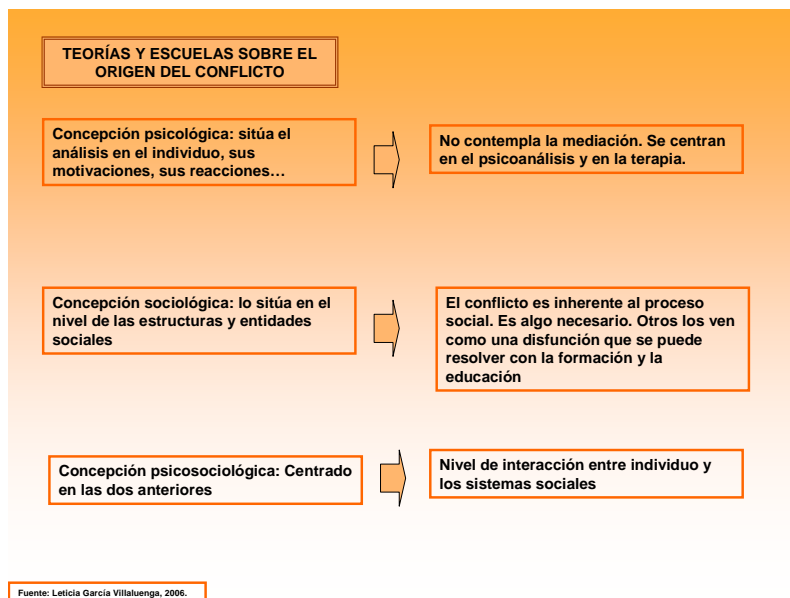 TEORÍAS Y ESCUELAS SOBRE EL
ORIGEN DEL CONFLICTO
Concepción psicológica: sitúa el
análisis en el individuo, sus
motivaciones, sus reacciones…
No contempla la mediación. Se centran
en el psicoanálisis y en la terapia.
Concepción sociológica: lo sitúa en el
nivel de las estructuras y entidades
sociales
El conflicto es inherente al proceso
social. Es algo necesario. Otros los ven
como una disfunción que se puede
resolver con la formación y la
educación
Concepción psicosociológica: Centrado
en las dos anteriores
Nivel de interacción entre individuo y
los sistemas sociales
Fuente: Leticia García Villaluenga, 2006.